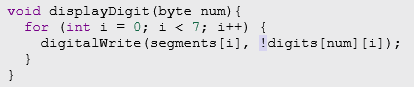 void displayDigit(byte num){
  for (int i = 0; i < 7; i++) {
    digitalWrite(segments[i], !digits[num][i]);
  }
}